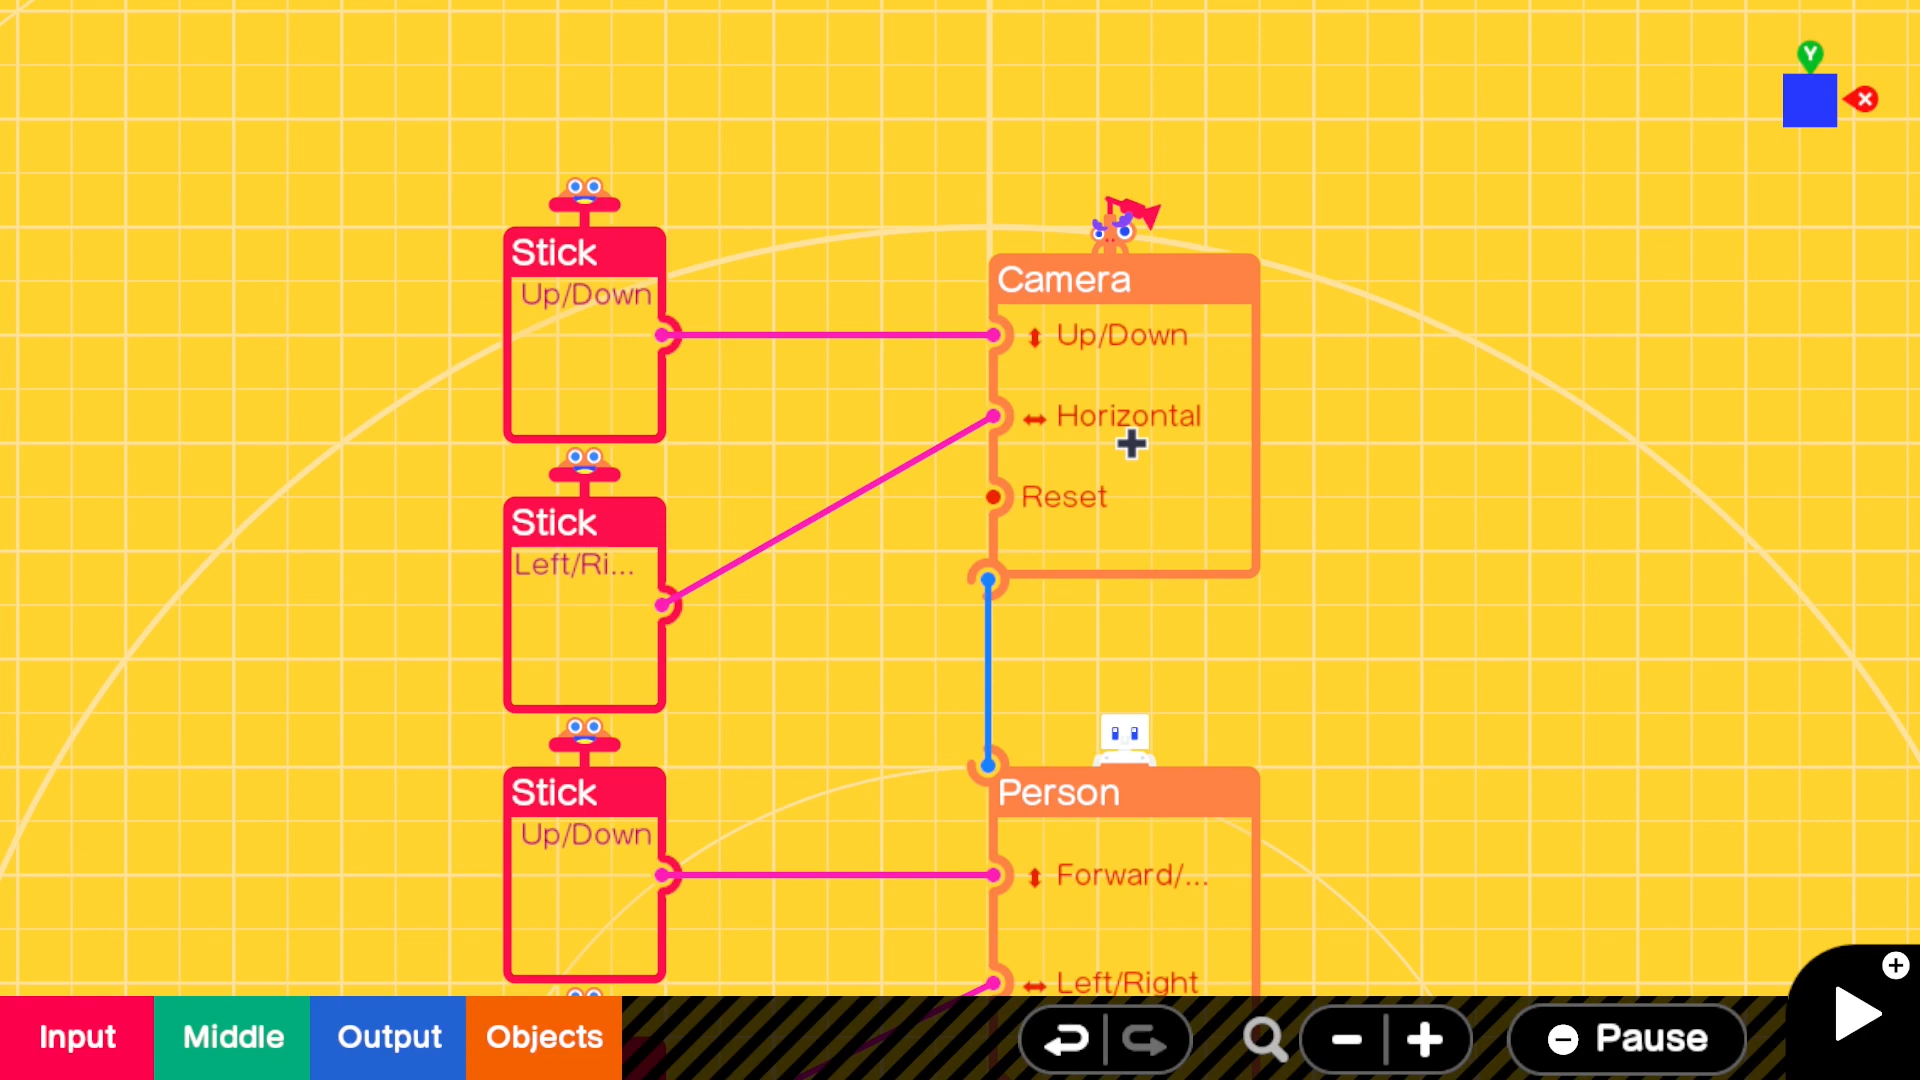 Y
X
Stick
Up/Down
Camera
Up/Down
Horizontal
Reset
Stick
Left/Ri...
Stick
Up/Down
Person
Forward/...
Left/Right
Input
Middle
Output
Objects
Pause